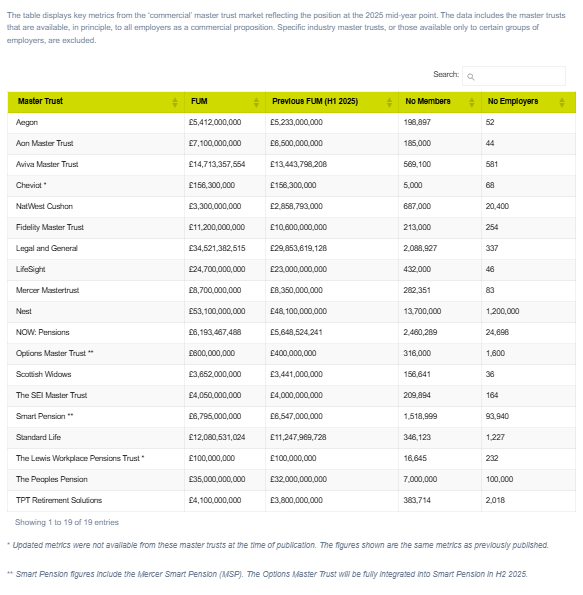 The table displays key metrics from the 'commercial' master trust market reflecting the position at the 2025 mid-year point. The data includes the master trusts
that are available, in principle, to all employers as a commercial proposition. Specific industry master trusts, or those available only to certain groups of
employers, are excluded.
Search:
Master Trust FUM Previous FUM (H1 2025) No Members No Employers
Aegon £5,412,000,000 £5,233,000,000 198,897 52
Aon Master Trust £7,100,000,000 £6,500,000,000 185,000 44
Aviva Master Trust £14,713,357,554 £13,443,798,208 569,100 581
Cheviot * £156,300,000 £156,300,000 5,000 68
NatWest Cushon £3,300,000,000 £2,858,793,000 687,000 20,400
Fidelity Master Trust £11,200,000,000 £10,600,000,000 213,000 254
Legal and General £34,521,382,515 £29,853,619,128 2,088,927 337
LifeSight £24,700,000,000 £23,000,000,000 432,000 46
Mercer Mastertrust £8,700,000,000 £8,350,000,000 282,351 83
Nest £53,100,000,000 £48,100,000,000 13,700,000 1,200,000
NOW: Pensions £6,193,467,488 £5,648,524,241 2,460,289 24,698
Options Master Trust ** £600,000,000 £400,000,000 316,000 1,600
Scottish Widows £3,652,000,000 £3,441,000,000 156,641 36
The SEI Master Trust £4,050,000,000 £4,000,000,000 209,894 164
Smart Pension ** £6,795,000,000 £6,547,000,000 1,518,999 93,940
Standard Life £12,080,531,024 £11,247,969,728 346,123 1,227
The Lewis Workplace Pensions Trust * £100,000,000 £100,000,000 16,645 232
The Peoples Pension £35,000,000,000 £32,000,000,000 7,000,000 100,000
TPT Retirement Solutions £4,100,000,000 £3,800,000,000 383,714 2,018
Showing 1 to 19 of 19 entries
* Updated metrics were not available from these master trusts at the time of publication. The figures shown are the same metrics as previously published.
** Smart Pension figures include the Mercer Smart Pension (MSP). The Options Master Trust will be fully integrated into Smart Pension in H2 2025.